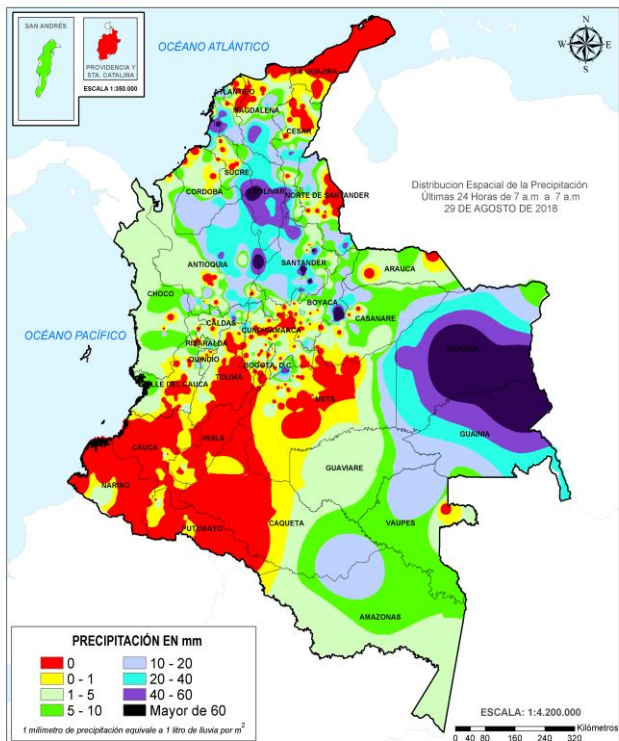 SAN ANDRÉS
PROVIDENCIA Y
STA. CATALINA
ESCALA 1:350.000
OCÉANO ATLÁNTICO
N
W
E
S
LA GUAJIRA
ATLANTICO
MAGDALENA
CESAR
SUCRE
CORDOBA
BOLIVAR
NORTE DE SANTANDER
Distribucion Espacial de la Precipitación
Últimas 24 Horas de 7 a.m a 7 a.m
29 DE AGOSTO DE 2018
ANTIOQUIA
SANTANDER
ARAUCA
CHOCO
BOYACA
CASANARE
OCÉANO PACÍFICO
CALDAS
CUNDINAMARCA
RISARALDA
VICHADA
QUINDIO
BOGOTA, D.C.
TOLIMA
VALLE DEL CAUCA
META
GUAINIA
CAUCA
HUILA
GUAVIARE
NARIÑO
VAUPES
PUTUMAYO
CAQUETA
AMAZONAS
PRECIPITACIÓN EN mm
0
10 - 20
0 - 1
20 - 40
1 - 5
40 - 60
5 - 10
Mayor de 60
1 milimetro de precipitación equivale a 1 litro de lluvia por m2
ESCALA: 1:4.200.000
0 40 80 160 240 320
Kilómetros